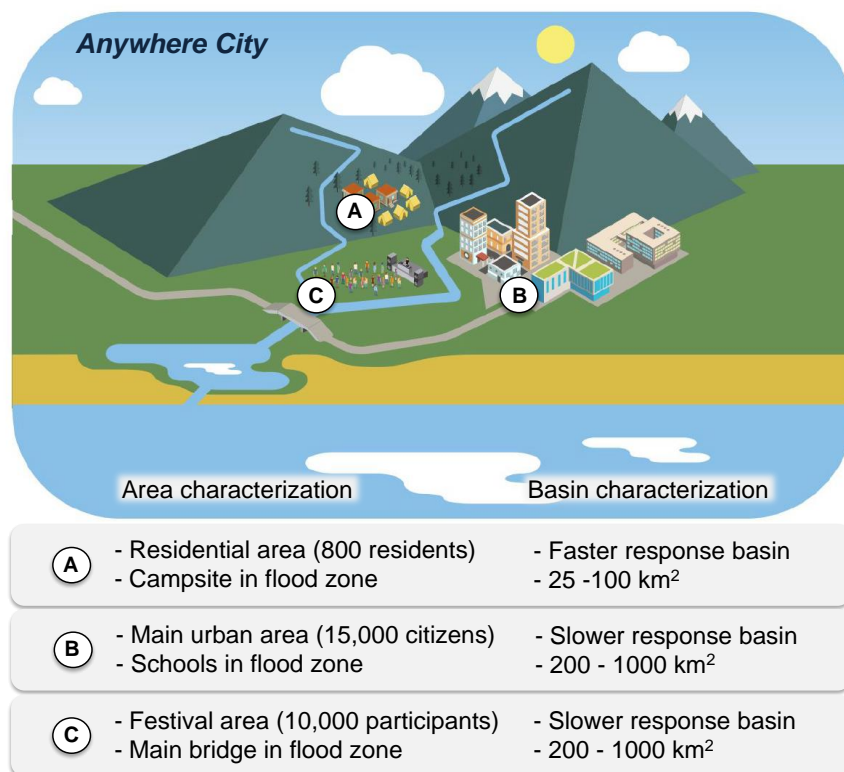 Anywhere City
A
C
B
Area characterization
Basin characterization
A
- Residential area (800 residents)
- Campsite in flood zone
- Faster response basin
- 25 -100 km²
B
- Main urban area (15,000 citizens)
- Schools in flood zone
- Slower response basin
- 200 - 1000 km²
C
- Festival area (10,000 participants)
- Main bridge in flood zone
- Slower response basin
- 200 - 1000 km²